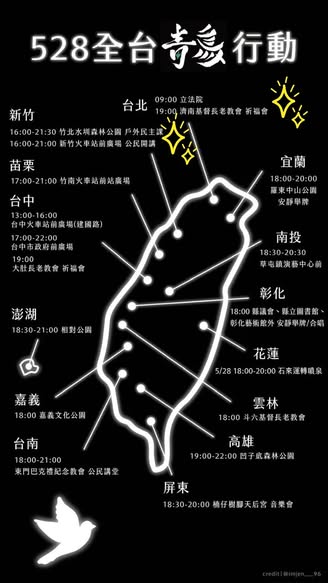 528全台青鳥行動
台北
09:00 立法院
19:00 濟南基督長老教會 祈福會
新竹
16:00-21:30 竹北水圳森林公園 戶外民主課
16:00-21:00 新竹火車站前廣場 公民開講
苗栗
17:00-21:00 竹南火車站前站廣場
台中
13:00-16:00
台中火車站前廣場(建國路)
17:00-22:00
台中市政府前廣場
19:00
大肚長老教會 祈福會
宜蘭
18:00-20:00
羅東中山公園
安靜舉牌
南投
18:30-20:30
草屯鎮演藝中心前
彰化
18:00 縣議會、縣立圖書館、
彰化藝術館外 安靜舉牌/合唱
澎湖
18:30-21:30 相對公園
花蓮
5/28 18:00-20:00 石來運轉噴泉
嘉義
18:00 嘉義文化公園
雲林
18:00 斗六基督長老教會
台南
18:00-21:00
東門巴克禮紀念教會 公民講堂
高雄
19:00-22:00 凹子底森林公園
屏東
18:30-20:30 楠仔樹腳天后宮 音樂會